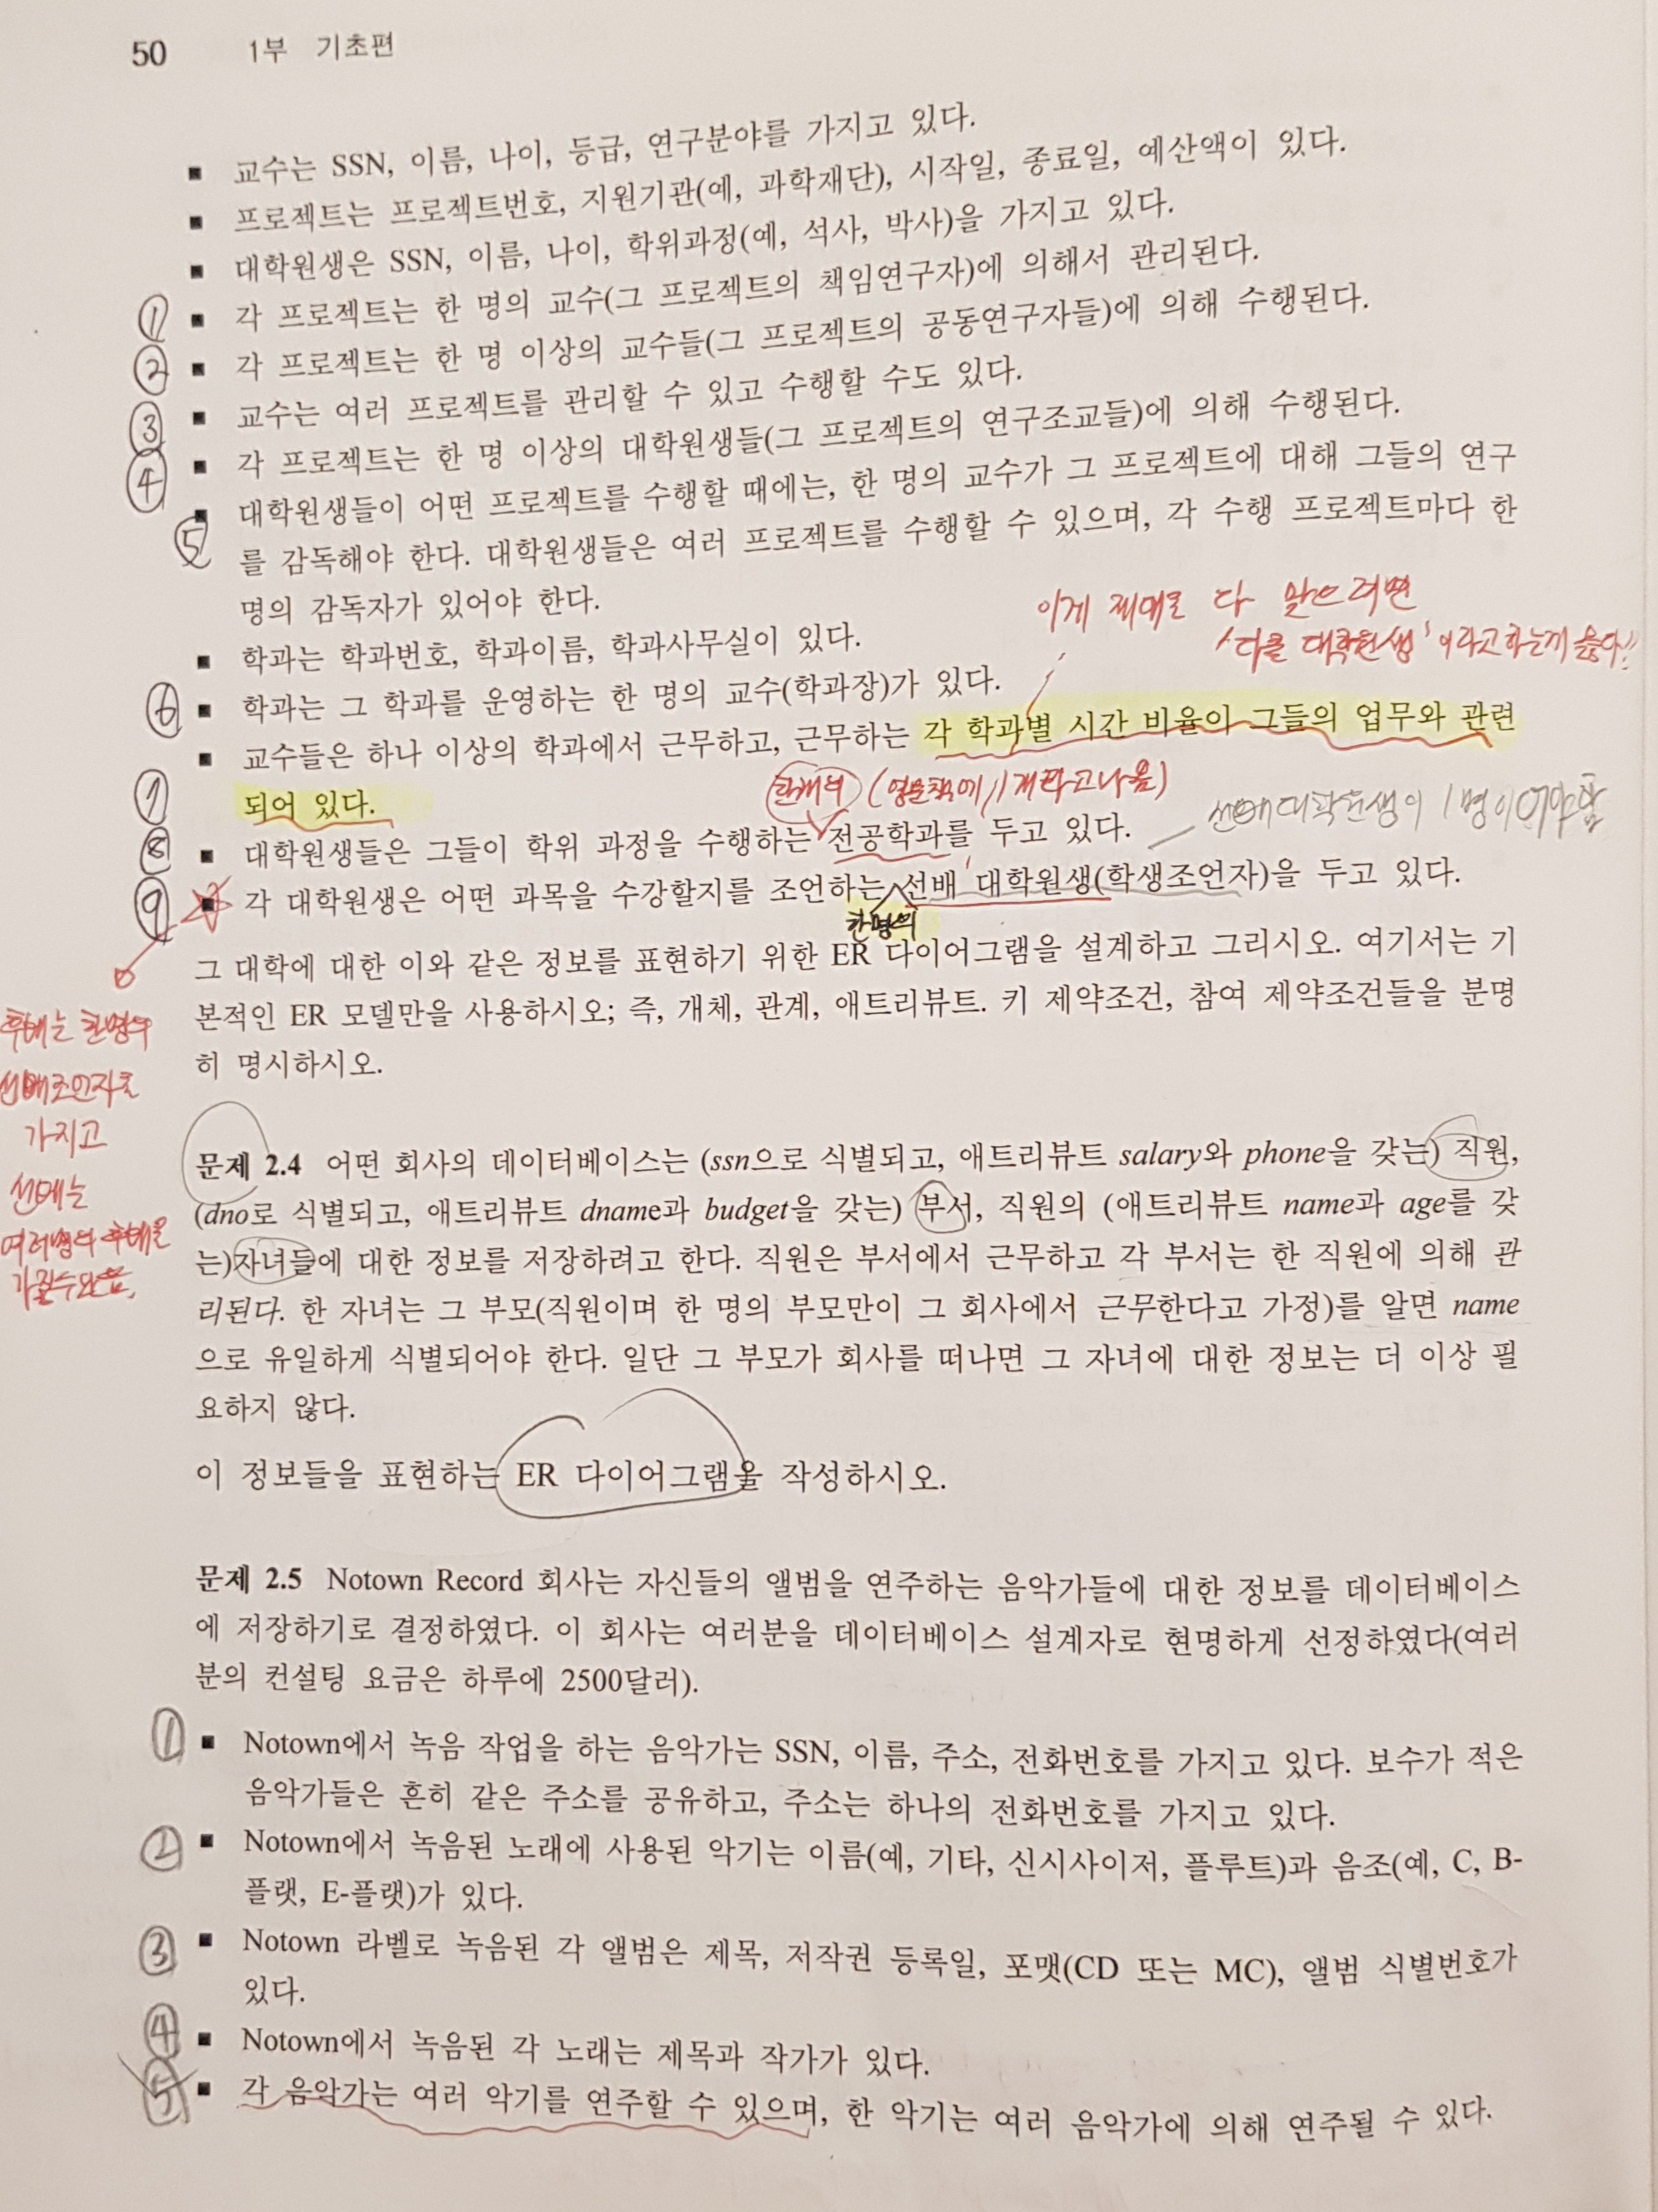 50 1부 기초편
■ 교수는 SSN, 이름, 나이, 등급, 연구분야를 가지고 있다.
■ 프로젝트는 프로젝트번호, 지원기관(예, 과학재단), 시작일, 종료일, 예산액이 있다.
■ 대학원생은 SSN, 이름, 나이, 학위과정(예, 석사, 박사)을 가지고 있다.
① ■ 각 프로젝트는 한 명의 교수(그 프로젝트의 책임연구자)에 의해서 관리된다.
② ■ 각 프로젝트는 한 명 이상의 교수들(그 프로젝트의 공동연구자들)에 의해 수행된다.
③ ■ 교수는 여러 프로젝트를 관리할 수 있고 수행할 수도 있다.
④ ■ 각 프로젝트는 한 명 이상의 대학원생들(그 프로젝트의 연구조교들)에 의해 수행된다.
⑤ ■ 대학원생들이 어떤 프로젝트를 수행할 때에는, 한 명의 교수가 그 프로젝트에 대해 그들의 연구
를 감독해야 한다. 대학원생들은 여러 프로젝트를 수행할 수 있으며, 각 수행 프로젝트마다 한
명의 감독자가 있어야 한다.
이게 제대로 다 맞으려면
'다른 대학원생' 이라고하는게 옳다!!
■ 학과는 학과번호, 학과이름, 학과사무실이 있다.
⑥ ■ 학과는 그 학과를 운영하는 한 명의 교수(학과장)가 있다.
⑦ ■ 교수들은 하나 이상의 학과에서 근무하고, 근무하는 각 학과별 시간 비율이 그들의 업무와 관련
되어 있다.
한개의 (영문책에 1개라고나옴)
⑧ ■ 대학원생들은 그들이 학위 과정을 수행하는 전공학과를 두고 있다.
선배대학원생이 1명이어야함
⑨ ■ 각 대학원생은 어떤 과목을 수강할지를 조언하는 선배 대학원생(학생조언자)을 두고 있다.
한명의
그 대학에 대한 이와 같은 정보를 표현하기 위한 ER 다이어그램을 설계하고 그리시오. 여기서는 기
본적인 ER 모델만을 사용하시오; 즉, 개체, 관계, 애트리뷰트. 키 제약조건, 참여 제약조건들을 분명
히 명시하시오.
후배는 한명의
선배조언자를
가지고
선배는
여러명의 후배를
가질수있음.
문제 2.4 어떤 회사의 데이터베이스는 (ssn으로 식별되고, 애트리뷰트 salary와 phone을 갖는) 직원,
(dno로 식별되고, 애트리뷰트 dname과 budget을 갖는) 부서, 직원의 (애트리뷰트 name과 age를 갖
는)자녀들에 대한 정보를 저장하려고 한다. 직원은 부서에서 근무하고 각 부서는 한 직원에 의해 관
리된다. 한 자녀는 그 부모(직원이며 한 명의 부모만이 그 회사에서 근무한다고 가정)를 알면 name
으로 유일하게 식별되어야 한다. 일단 그 부모가 회사를 떠나면 그 자녀에 대한 정보는 더 이상 필
요하지 않다.
이 정보들을 표현하는 ER 다이어그램을 작성하시오.
문제 2.5 Notown Record 회사는 자신들의 앨범을 연주하는 음악가들에 대한 정보를 데이터베이스
에 저장하기로 결정하였다. 이 회사는 여러분을 데이터베이스 설계자로 현명하게 선정하였다(여러
분의 컨설팅 요금은 하루에 2500달러).
① ■ Notown에서 녹음 작업을 하는 음악가는 SSN, 이름, 주소, 전화번호를 가지고 있다. 보수가 적은
음악가들은 흔히 같은 주소를 공유하고, 주소는 하나의 전화번호를 가지고 있다.
② ■ Notown에서 녹음된 노래에 사용된 악기는 이름(예, 기타, 신시사이저, 플루트)과 음조(예, C, B-
플랫, E-플랫)가 있다.
③ ■ Notown 라벨로 녹음된 각 앨범은 제목, 저작권 등록일, 포맷(CD 또는 MC), 앨범 식별번호가
있다.
④ ■ Notown에서 녹음된 각 노래는 제목과 작가가 있다.
⑤ ■ 각 음악가는 여러 악기를 연주할 수 있으며, 한 악기는 여러 음악가에 의해 연주될 수 있다.